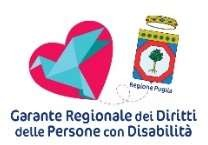 Regione Puglia
Garante Regionale dei Diritti
delle Persone con Disabilità